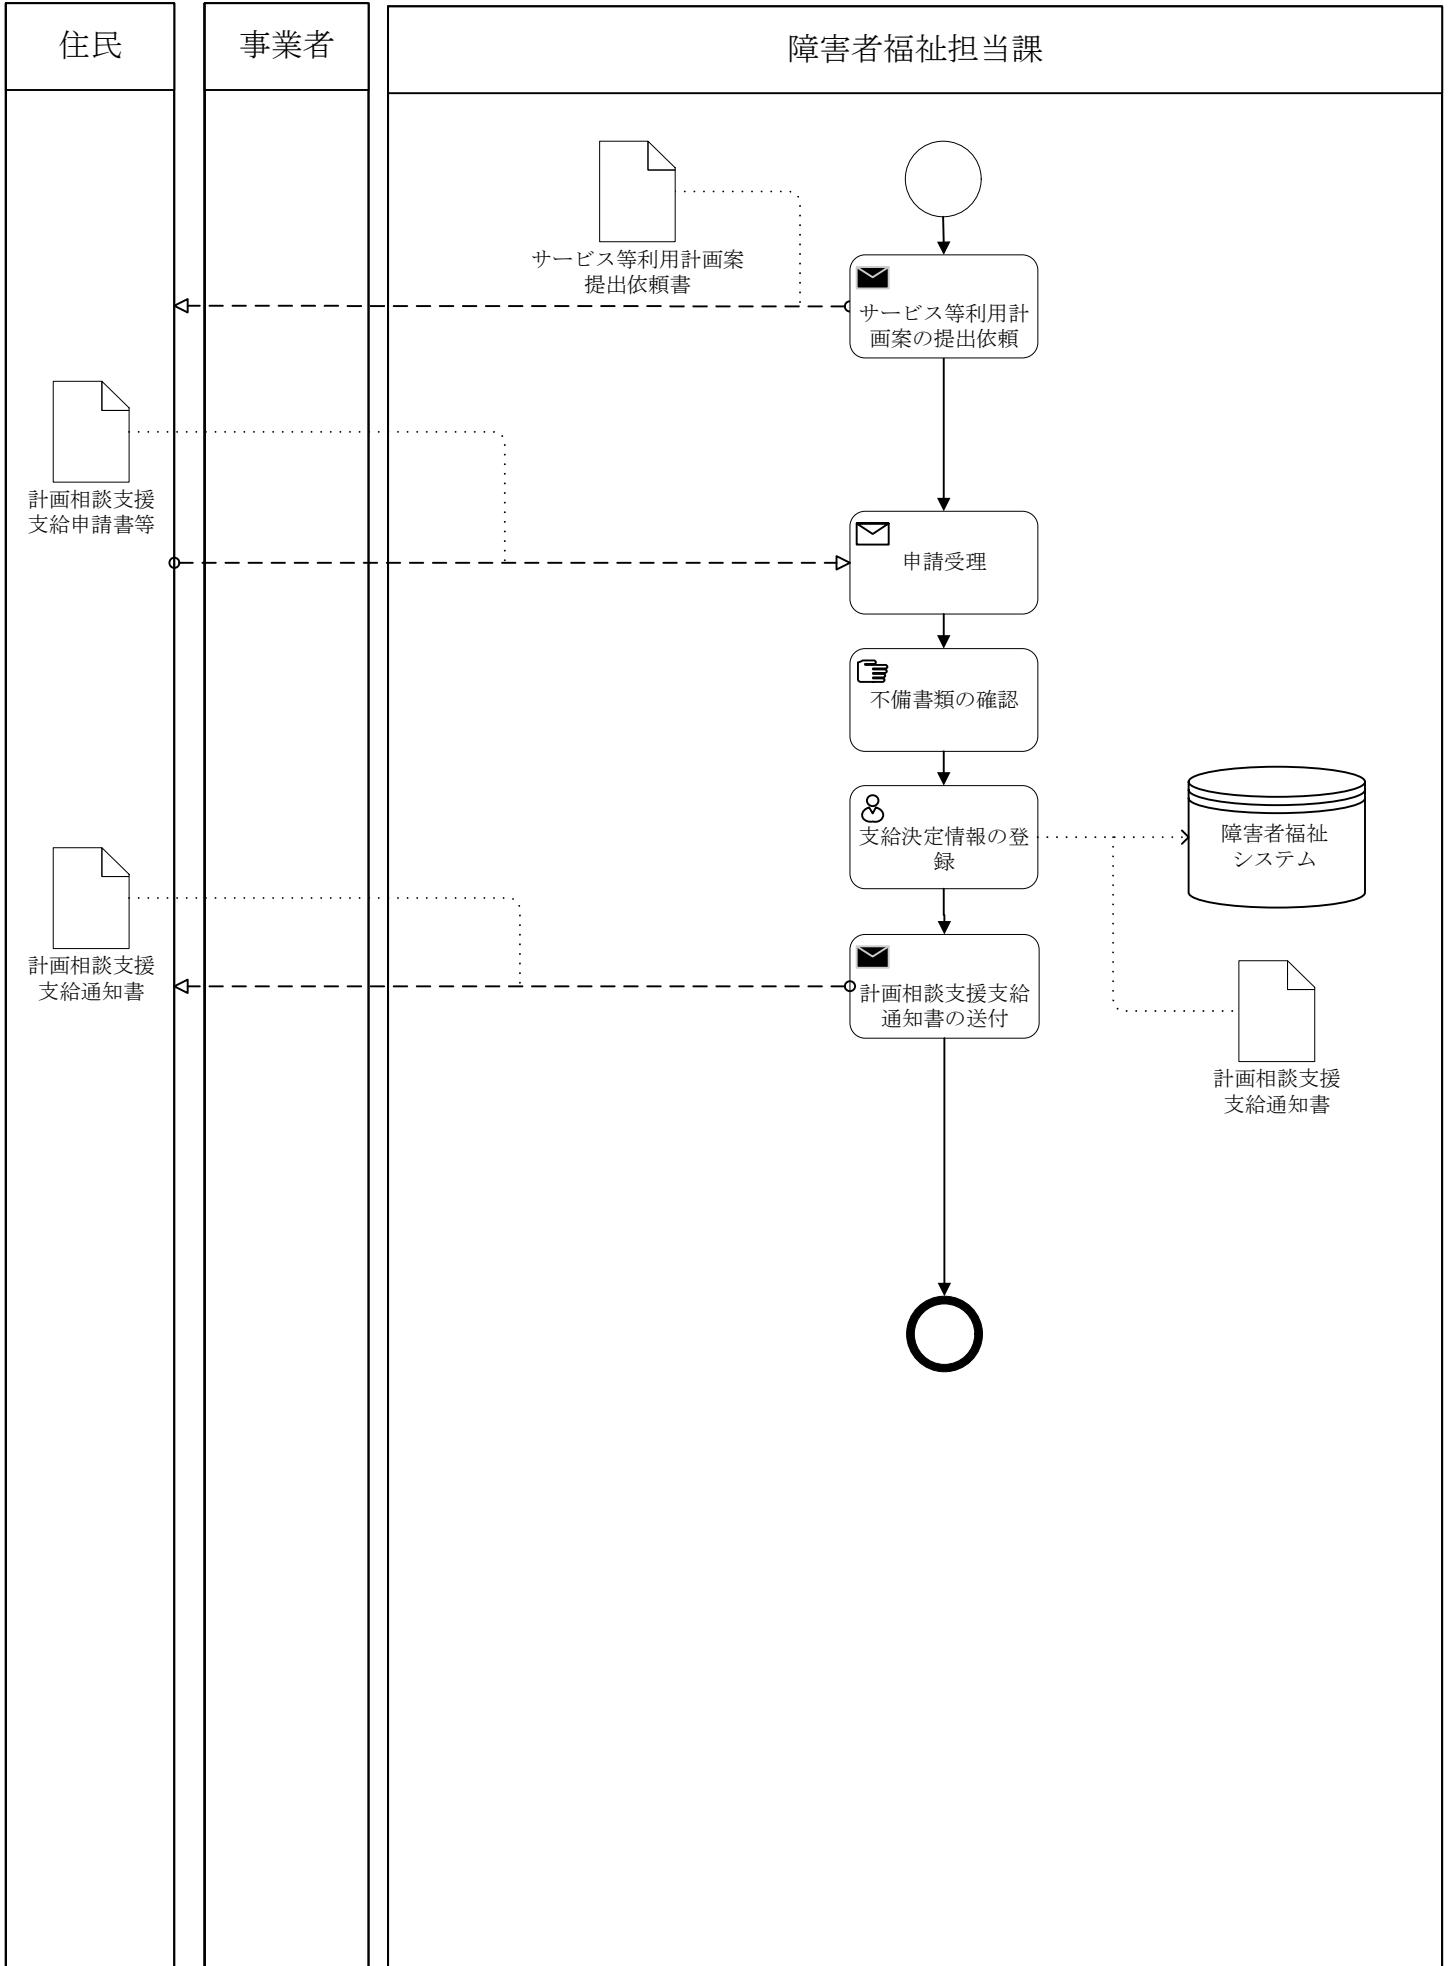 住民
事業者
障害者福祉担当課
サービス等利用計画案
提出依頼書
サービス等利用計
画案の提出依頼
計画相談支援
支給申請書等
申請受理
不備書類の確認
支給決定情報の登
録
障害者福祉
システム
計画相談支援
支給通知書
計画相談支援支給
通知書の送付
計画相談支援
支給通知書